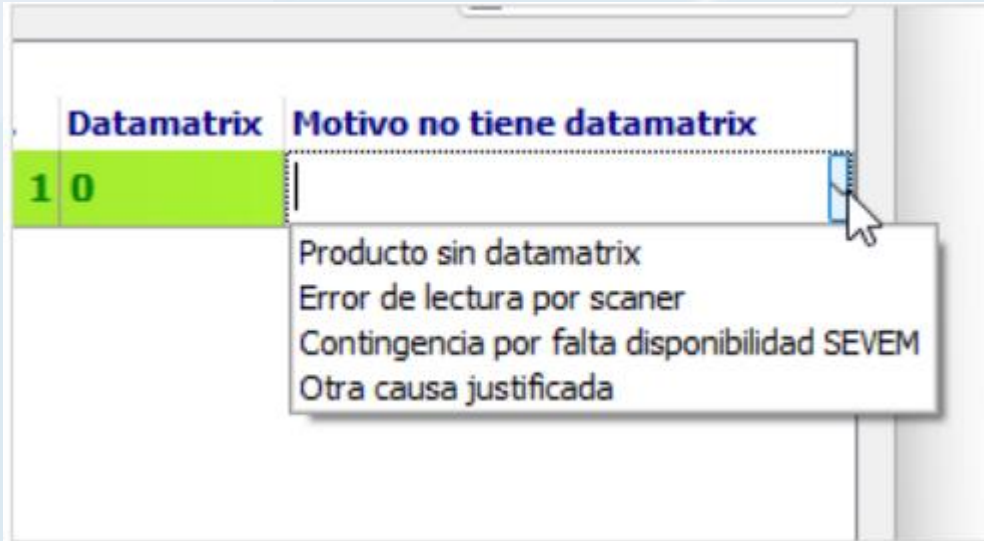 Datamatrix Motivo no tiene datamatrix
1 0
Producto sin datamatrix
Error de lectura por scaner
Contingencia por falta disponibilidad SEVEM
Otra causa justificada